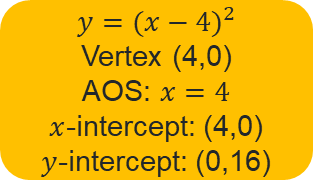 y = (x − 4)²
Vertex (4,0)
AOS: x = 4
x-intercept: (4,0)
y-intercept: (0,16)